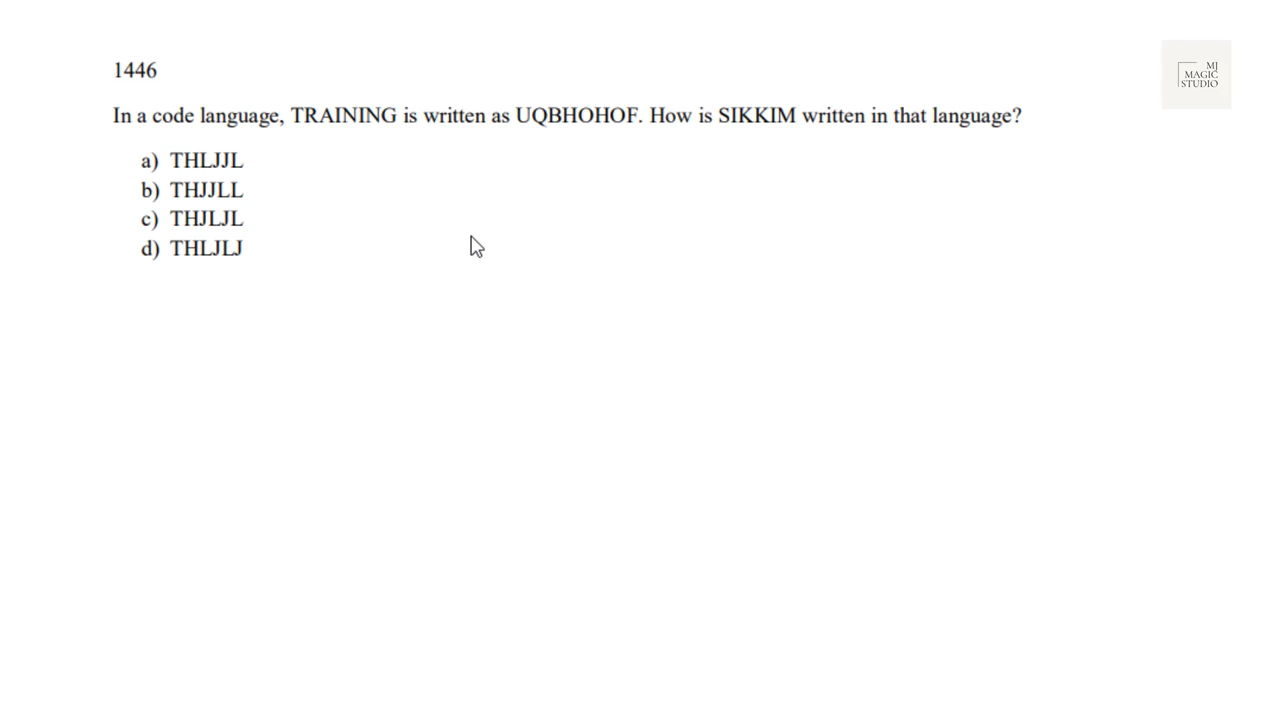 1446
MJ
MAGIC
STUDIO
In a code language, TRAINING is written as UQBHOHOF. How is SIKKIM written in that language?
a) THLJJL
b) THJJLL
c) THJLJL
d) THLJLJ